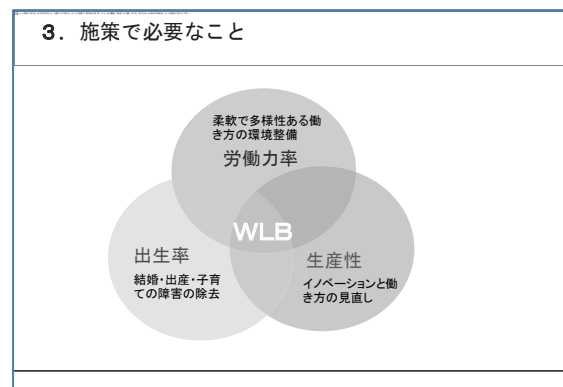 3．施策で必要なこと
柔軟で多様性ある働
き方の環境整備
労働力率
WLB
出生率
結婚・出産・子育
ての障害の除去
生産性
イノベーションと働
き方の見直し